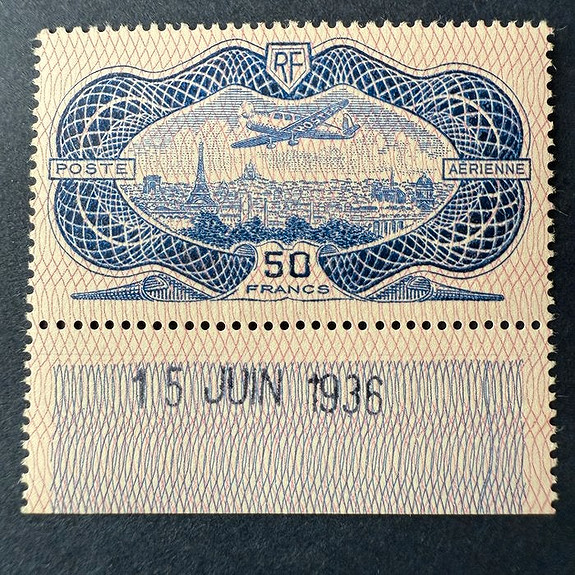 RF
POSTE AÉRIENNE
50
FRANCS
15 JUIN 1936